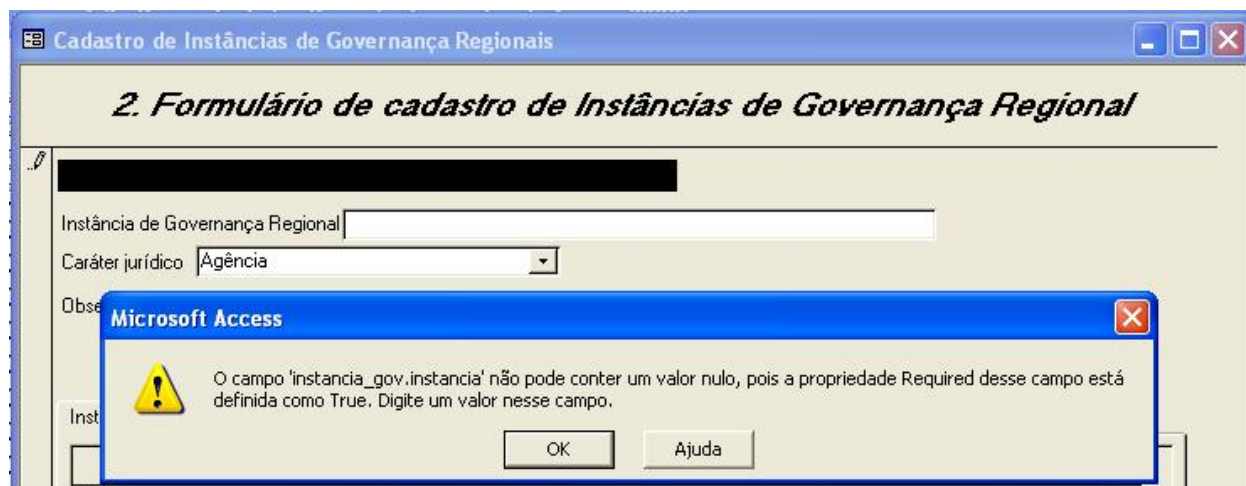 Cadastro de Instâncias de Governança Regionais
2. Formulário de cadastro de Instâncias de Governança Regional
Instância de Governança Regional
Caráter jurídico Agência
Obse
Microsoft Access
O campo 'instancia_gov.instancia' não pode conter um valor nulo, pois a propriedade Required desse campo está
definida como True. Digite um valor nesse campo.
Inst
OK Ajuda